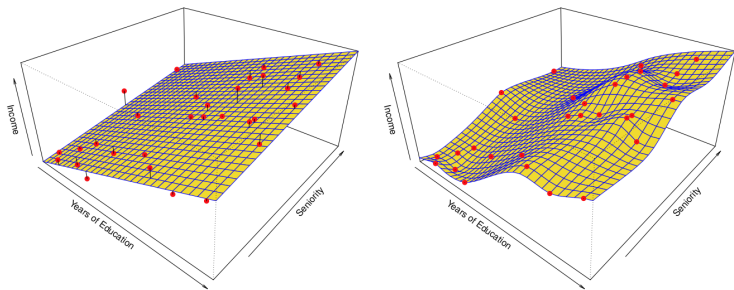 Income
Years of Education
Seniority
Income
Years of Education
Seniority